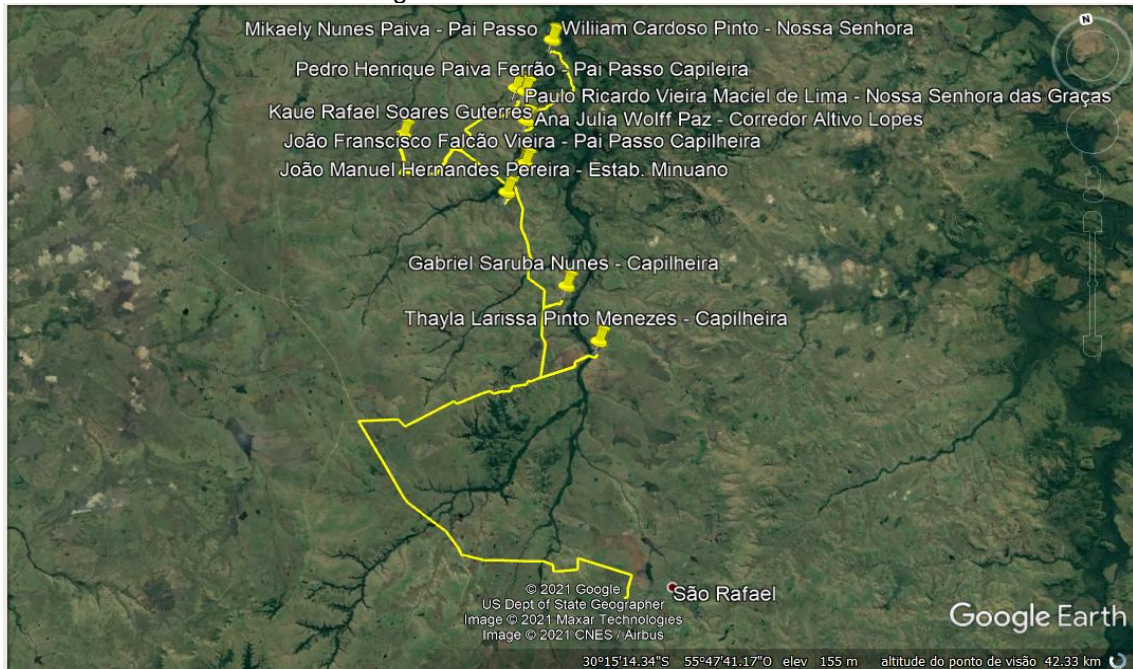 Mikaely Nunes Paiva - Pai Passo
Wiliiam Cardoso Pinto - Nossa Senhora
Pedro Henrique Paiva Ferrão - Pai Passo Capileira
Paulo Ricardo Vieira Maciel de Lima - Nossa Senhora das Graças
Kaue Rafael Soares Guterres
Ana Julia Wolff Paz - Corredor Altivo Lopes
João Franscisco Falcão Vieira - Pai Passo Capilheira
João Manuel Hernandes Pereira - Estab. Minuano
Gabriel Saruba Nunes - Capilheira
Thayla Larissa Pinto Menezes - Capilheira
São Rafael
© 2021 Google
US Dept of State Geographer
Image © 2021 Maxar Technologies
Image © 2021 CNES / Airbus
Google Earth
30°15'14.34"S 55°47'41.17"O elev 155 m altitude do ponto de visão 42.33 km
N